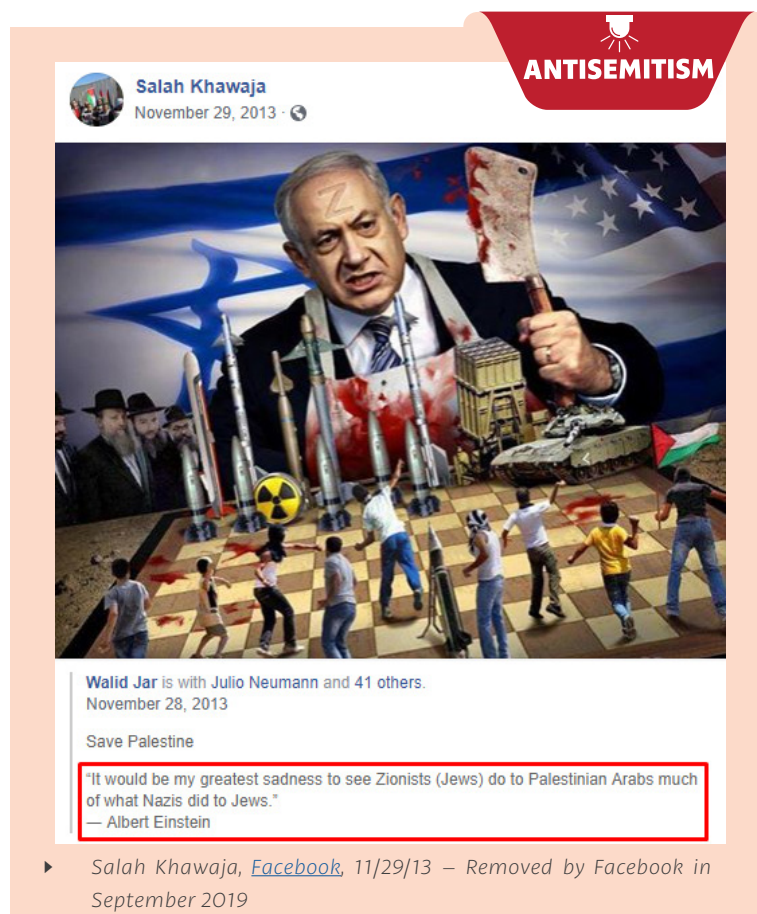 ANTISEMITISM
Salah Khawaja
November 29, 2013 ·
Z
Walid Jar is with Julio Neumann and 41 others.
November 28, 2013
Save Palestine
“It would be my greatest sadness to see Zionists (Jews) do to Palestinian Arabs much
of what Nazis did to Jews.”
— Albert Einstein
Salah Khawaja, Facebook, 11/29/13 – Removed by Facebook in
September 2019